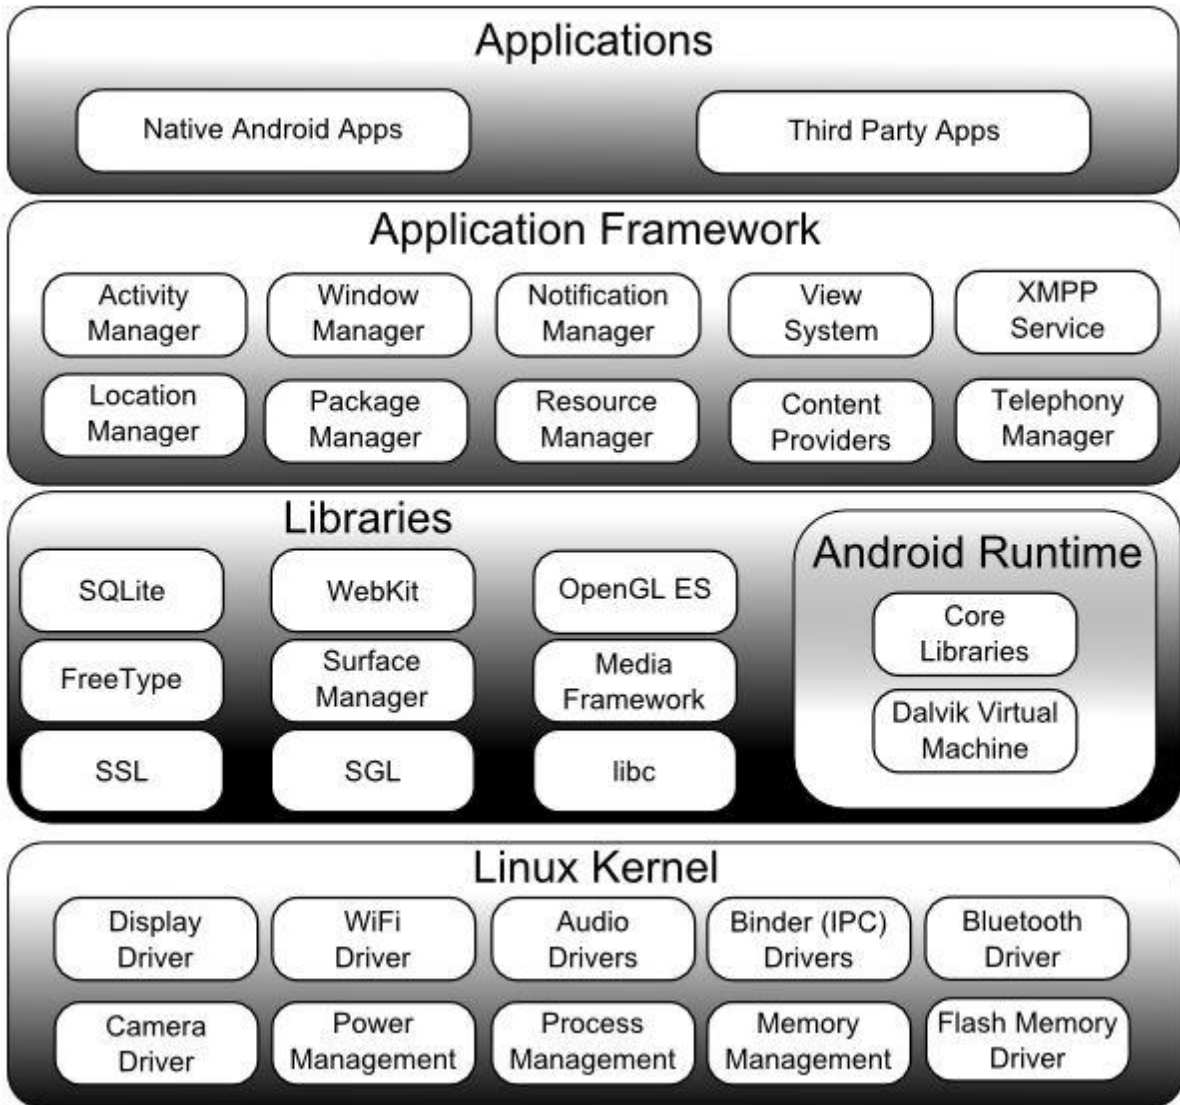 Applications
Native Android Apps
Third Party Apps
Application Framework
Activity
Manager
Window
Manager
Notification
Manager
View
System
XMPP
Service
Location
Manager
Package
Manager
Resource
Manager
Content
Providers
Telephony
Manager
Libraries
SQLite
WebKit
OpenGL ES
FreeType
Surface
Manager
Media
Framework
SSL
SGL
libc
Android Runtime
Core
Libraries
Dalvik Virtual
Machine
Linux Kernel
Display
Driver
WiFi
Driver
Audio
Drivers
Binder (IPC)
Drivers
Bluetooth
Driver
Camera
Driver
Power
Management
Process
Management
Memory
Management
Flash Memory
Driver